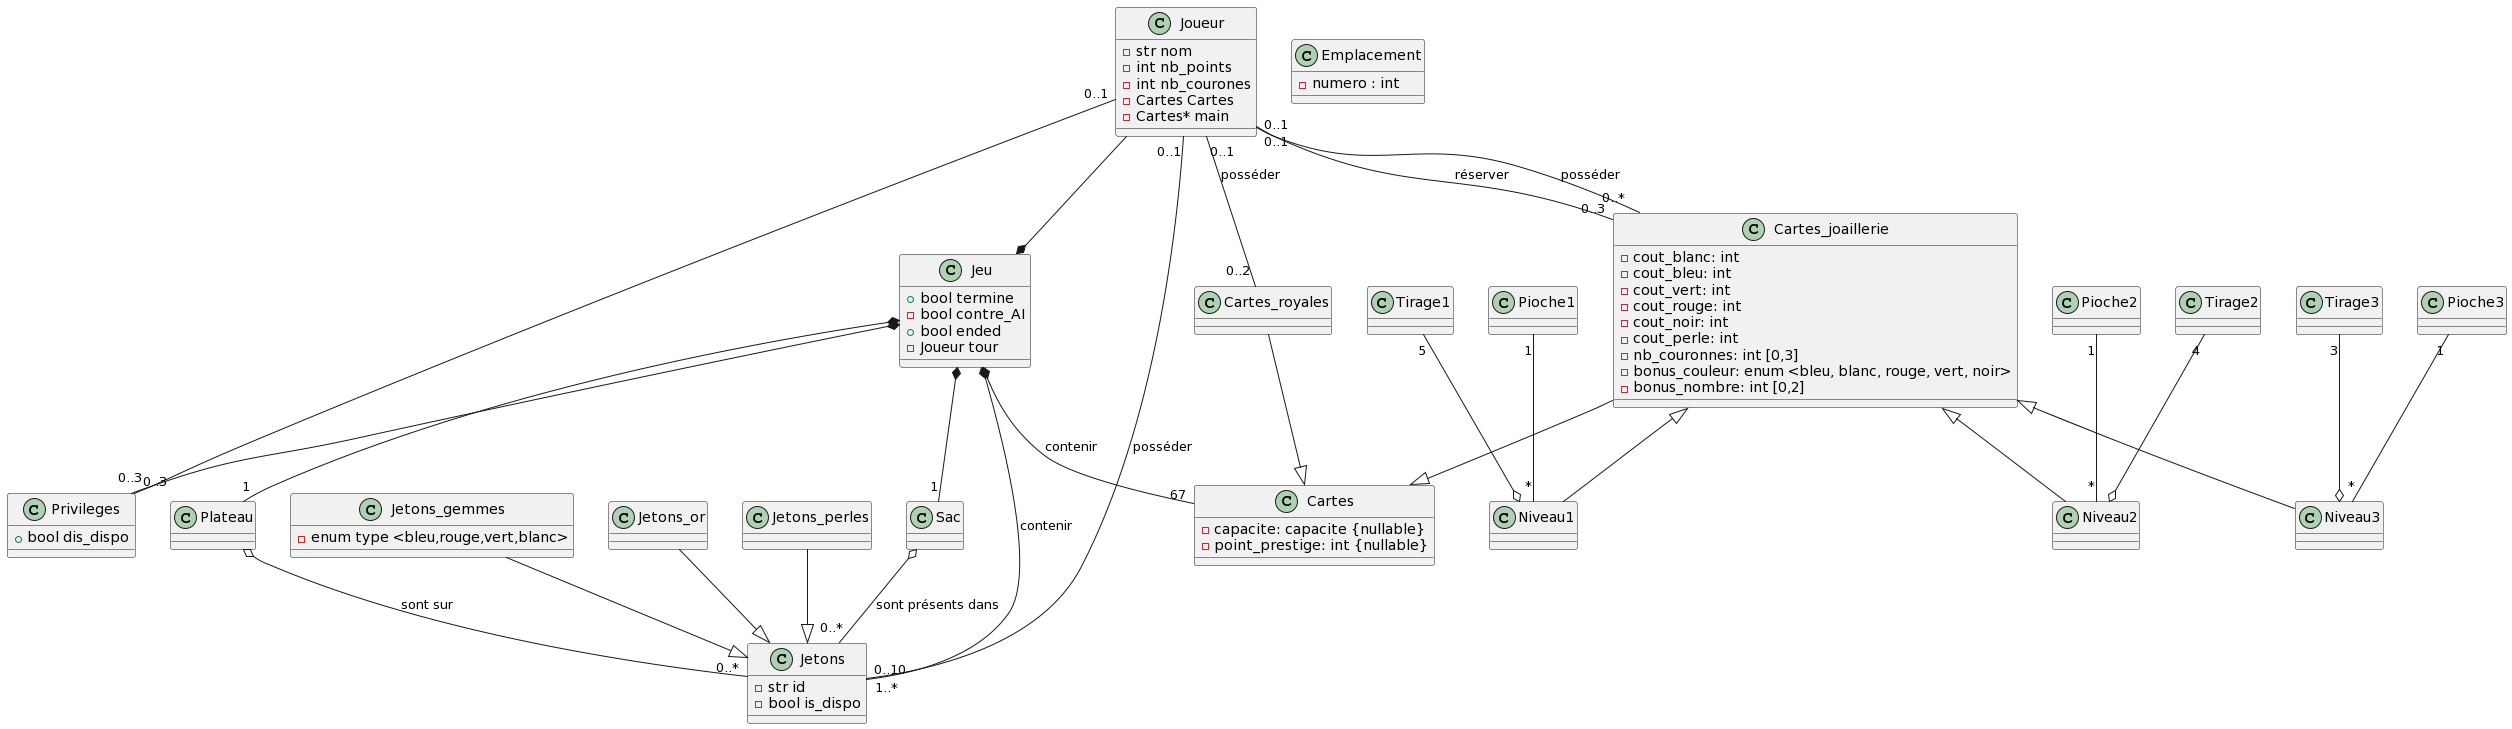 Joueur
str nom
int nb_points
int nb_courones
Cartes Cartes
Cartes* main
Emplacement
numero : int
0..1
0..1
0..1
0..1
0..1
posséder
réserver
posséder
0..*
0..3
Cartes_joaillerie
cout_blanc: int
cout_bleu: int
cout_vert: int
cout_rouge: int
cout_noir: int
cout_perle: int
nb_couronnes: int [0,3]
bonus_couleur: enum <bleu, blanc, rouge, vert, noir>
bonus_nombre: int [0,2]
Jeu
bool termine
bool contre_AI
bool ended
Joueur tour
0..2
Cartes_royales
Tirage1
Pioche1
Pioche2
Tirage2
Tirage3
Pioche3
5
1
1
4
3
1
contenir
posséder
0..3
0..3
1
1
67
*
*
*
Privileges
bool dis_dispo
Plateau
Jetons_gemmes
enum type <bleu,rouge,vert,blanc>
Jetons_or
Jetons_perles
Sac
contenir
Cartes
capacite: capacite {nullable}
point_prestige: int {nullable}
Niveau1
Niveau2
Niveau3
sont sur
sont présents dans
0..*
0..*
0..10
1..*
Jetons
str id
bool is_dispo